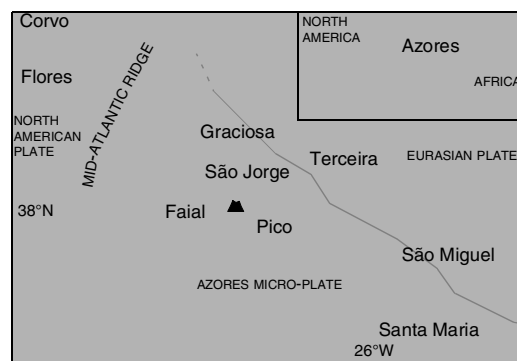 Corvo
NORTH
AMERICA
Azores
AFRICA
Flores
MID-ATLANTIC RIDGE
NORTH
AMERICAN
PLATE
Graciosa
Terceira
EURASIAN PLATE
São Jorge
38°N
Faial
Pico
São Miguel
AZORES MICRO-PLATE
Santa Maria
26°W